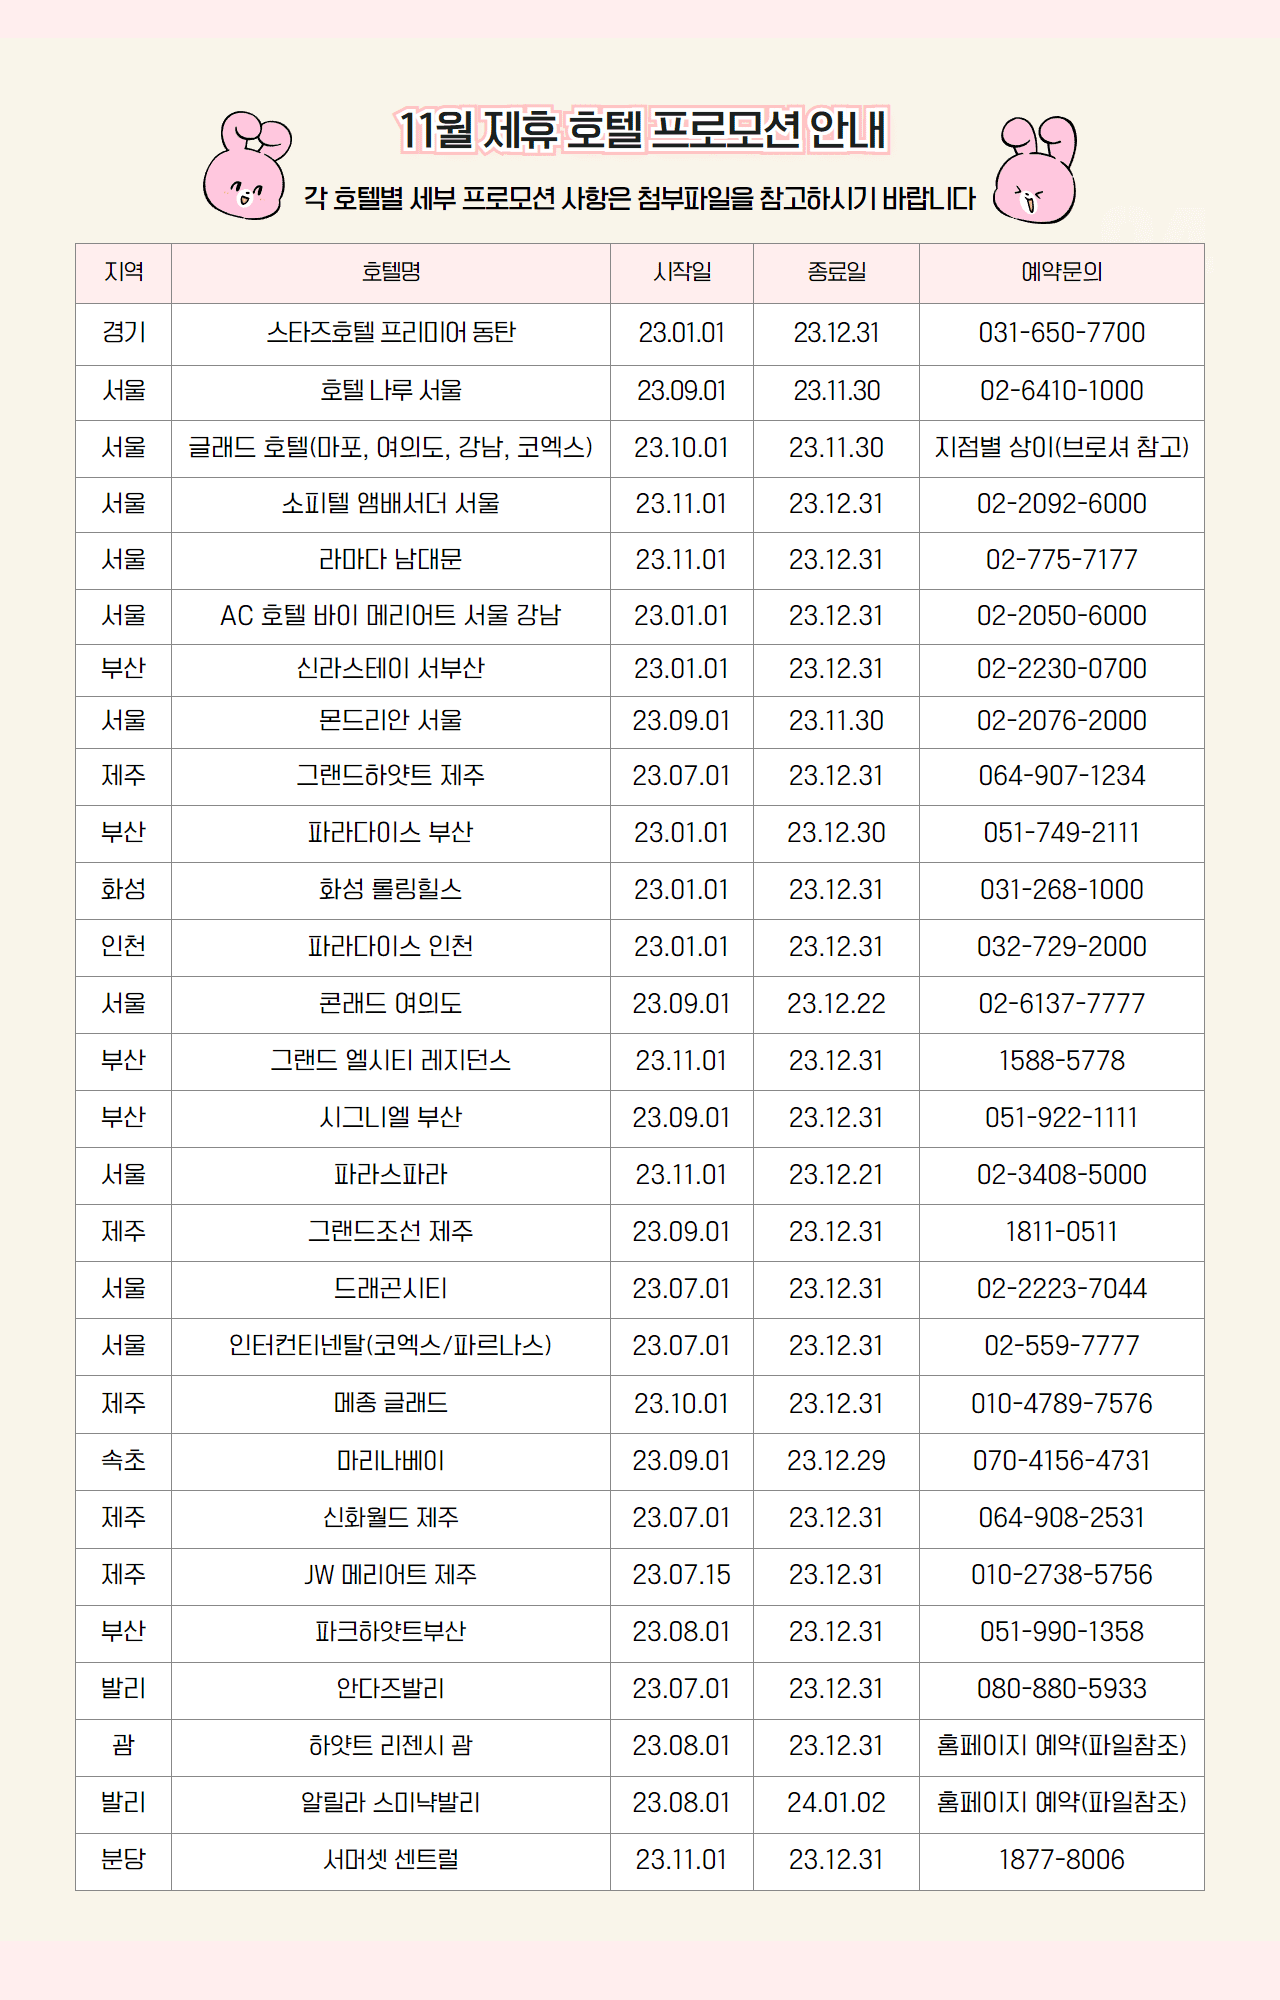 11월 제휴 호텔 프로모션 안내
각 호텔별 세부 프로모션 사항은 첨부파일을 참고하시기 바랍니다
지역 호텔명 시작일 종료일 예약문의
경기 스타즈호텔 프리미어 동탄 23.01.01 23.12.31 031-650-7700
서울 호텔 나루 서울 23.09.01 23.11.30 02-6410-1000
서울 글래드 호텔(마포, 여의도, 강남, 코엑스) 23.10.01 23.11.30 지점별 상이(브로셔 참고)
서울 소피텔 앰배서더 서울 23.11.01 23.12.31 02-2092-6000
서울 라마다 남대문 23.11.01 23.12.31 02-775-7177
서울 AC 호텔 바이 메리어트 서울 강남 23.01.01 23.12.31 02-2050-6000
부산 신라스테이 서부산 23.01.01 23.12.31 02-2230-0700
서울 몬드리안 서울 23.09.01 23.11.30 02-2076-2000
제주 그랜드하얏트 제주 23.07.01 23.12.31 064-907-1234
부산 파라다이스 부산 23.01.01 23.12.30 051-749-2111
화성 화성 롤링힐스 23.01.01 23.12.31 031-268-1000
인천 파라다이스 인천 23.01.01 23.12.31 032-729-2000
서울 콘래드 여의도 23.09.01 23.12.22 02-6137-7777
부산 그랜드 엘시티 레지던스 23.11.01 23.12.31 1588-5778
부산 시그니엘 부산 23.09.01 23.12.31 051-922-1111
서울 파라스파라 23.11.01 23.12.21 02-3408-5000
제주 그랜드조선 제주 23.09.01 23.12.31 1811-0511
서울 드래곤시티 23.07.01 23.12.31 02-2223-7044
서울 인터컨티넨탈(코엑스/파르나스) 23.07.01 23.12.31 02-559-7777
제주 메종 글래드 23.10.01 23.12.31 010-4789-7576
속초 마리나베이 23.09.01 23.12.29 070-4156-4731
제주 신화월드 제주 23.07.01 23.12.31 064-908-2531
제주 JW 메리어트 제주 23.07.15 23.12.31 010-2738-5756
부산 파크하얏트부산 23.08.01 23.12.31 051-990-1358
발리 안다즈발리 23.07.01 23.12.31 080-880-5933
괌 하얏트 리젠시 괌 23.08.01 23.12.31 홈페이지 예약(파일참조)
발리 알릴라 스미냑발리 23.08.01 24.01.02 홈페이지 예약(파일참조)
분당 서머셋 센트럴 23.11.01 23.12.31 1877-8006